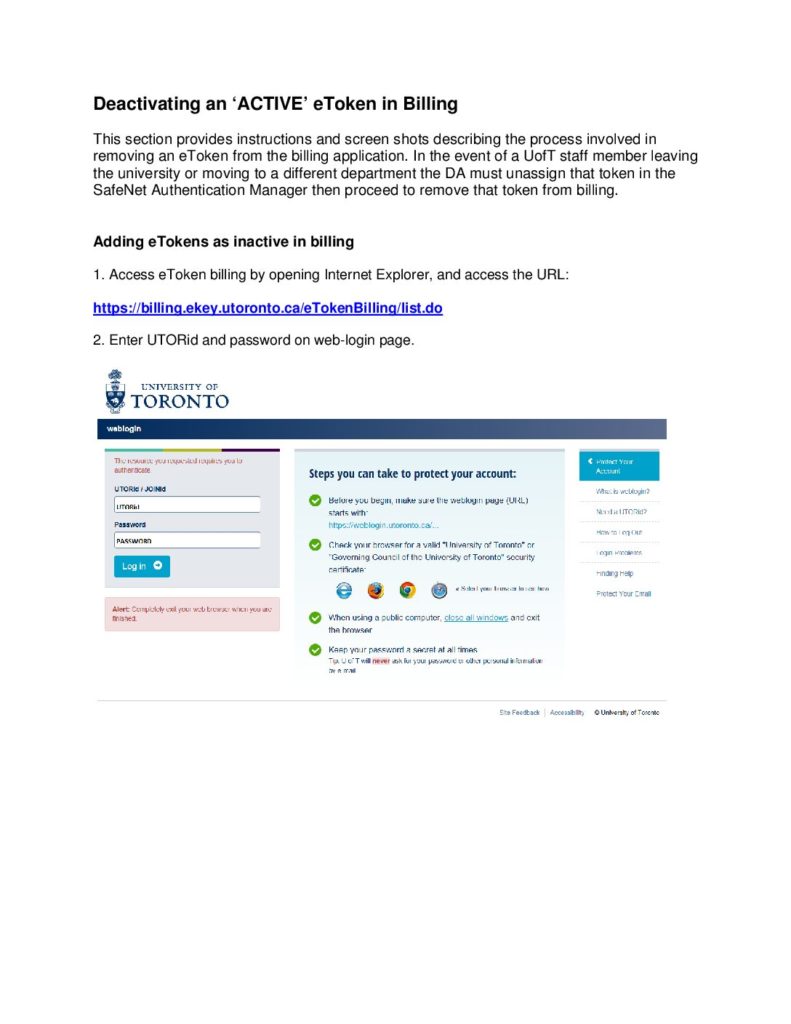 Deactivating an ‘ACTIVE’ eToken in Billing
This section provides instructions and screen shots describing the process involved in
removing an eToken from the billing application. In the event of a UofT staff member leaving
the university or moving to a different department the DA must unassign that token in the
SafeNet Authentication Manager then proceed to remove that token from billing.
Adding eTokens as inactive in billing
1. Access eToken billing by opening Internet Explorer, and access the URL:
https://billing.ekey.utoronto.ca/eTokenBilling/list.do
2. Enter UTORid and password on web-login page.
UNIVERSITY OF
TORONTO
weblogin
The resource you requested requires you to
authenticate.
UTORid / JOINid
UTORid
Password
PASSWORD
Log in
Alert: Completely exit your web browser when you are
finished.
Steps you can take to protect your account:
Before you begin, make sure the weblogin page (URL)
starts with:
https://weblogin.utoronto.ca/...
Check your browser for a valid "University of Toronto" or
"Governing Council of the University of Toronto" security
certificate:
« Select your browser to see how
When using a public computer, close all windows and exit
the browser
Keep your password a secret at all times
Tip: U of T will never ask for your password or other personal information
by e-mail
Protect Your
Account
What is weblogin?
Need a UTORid?
How to Log Out
Login Problems
Finding Help
Protect Your Email
Site Feedback | Accessibility © University of Toronto